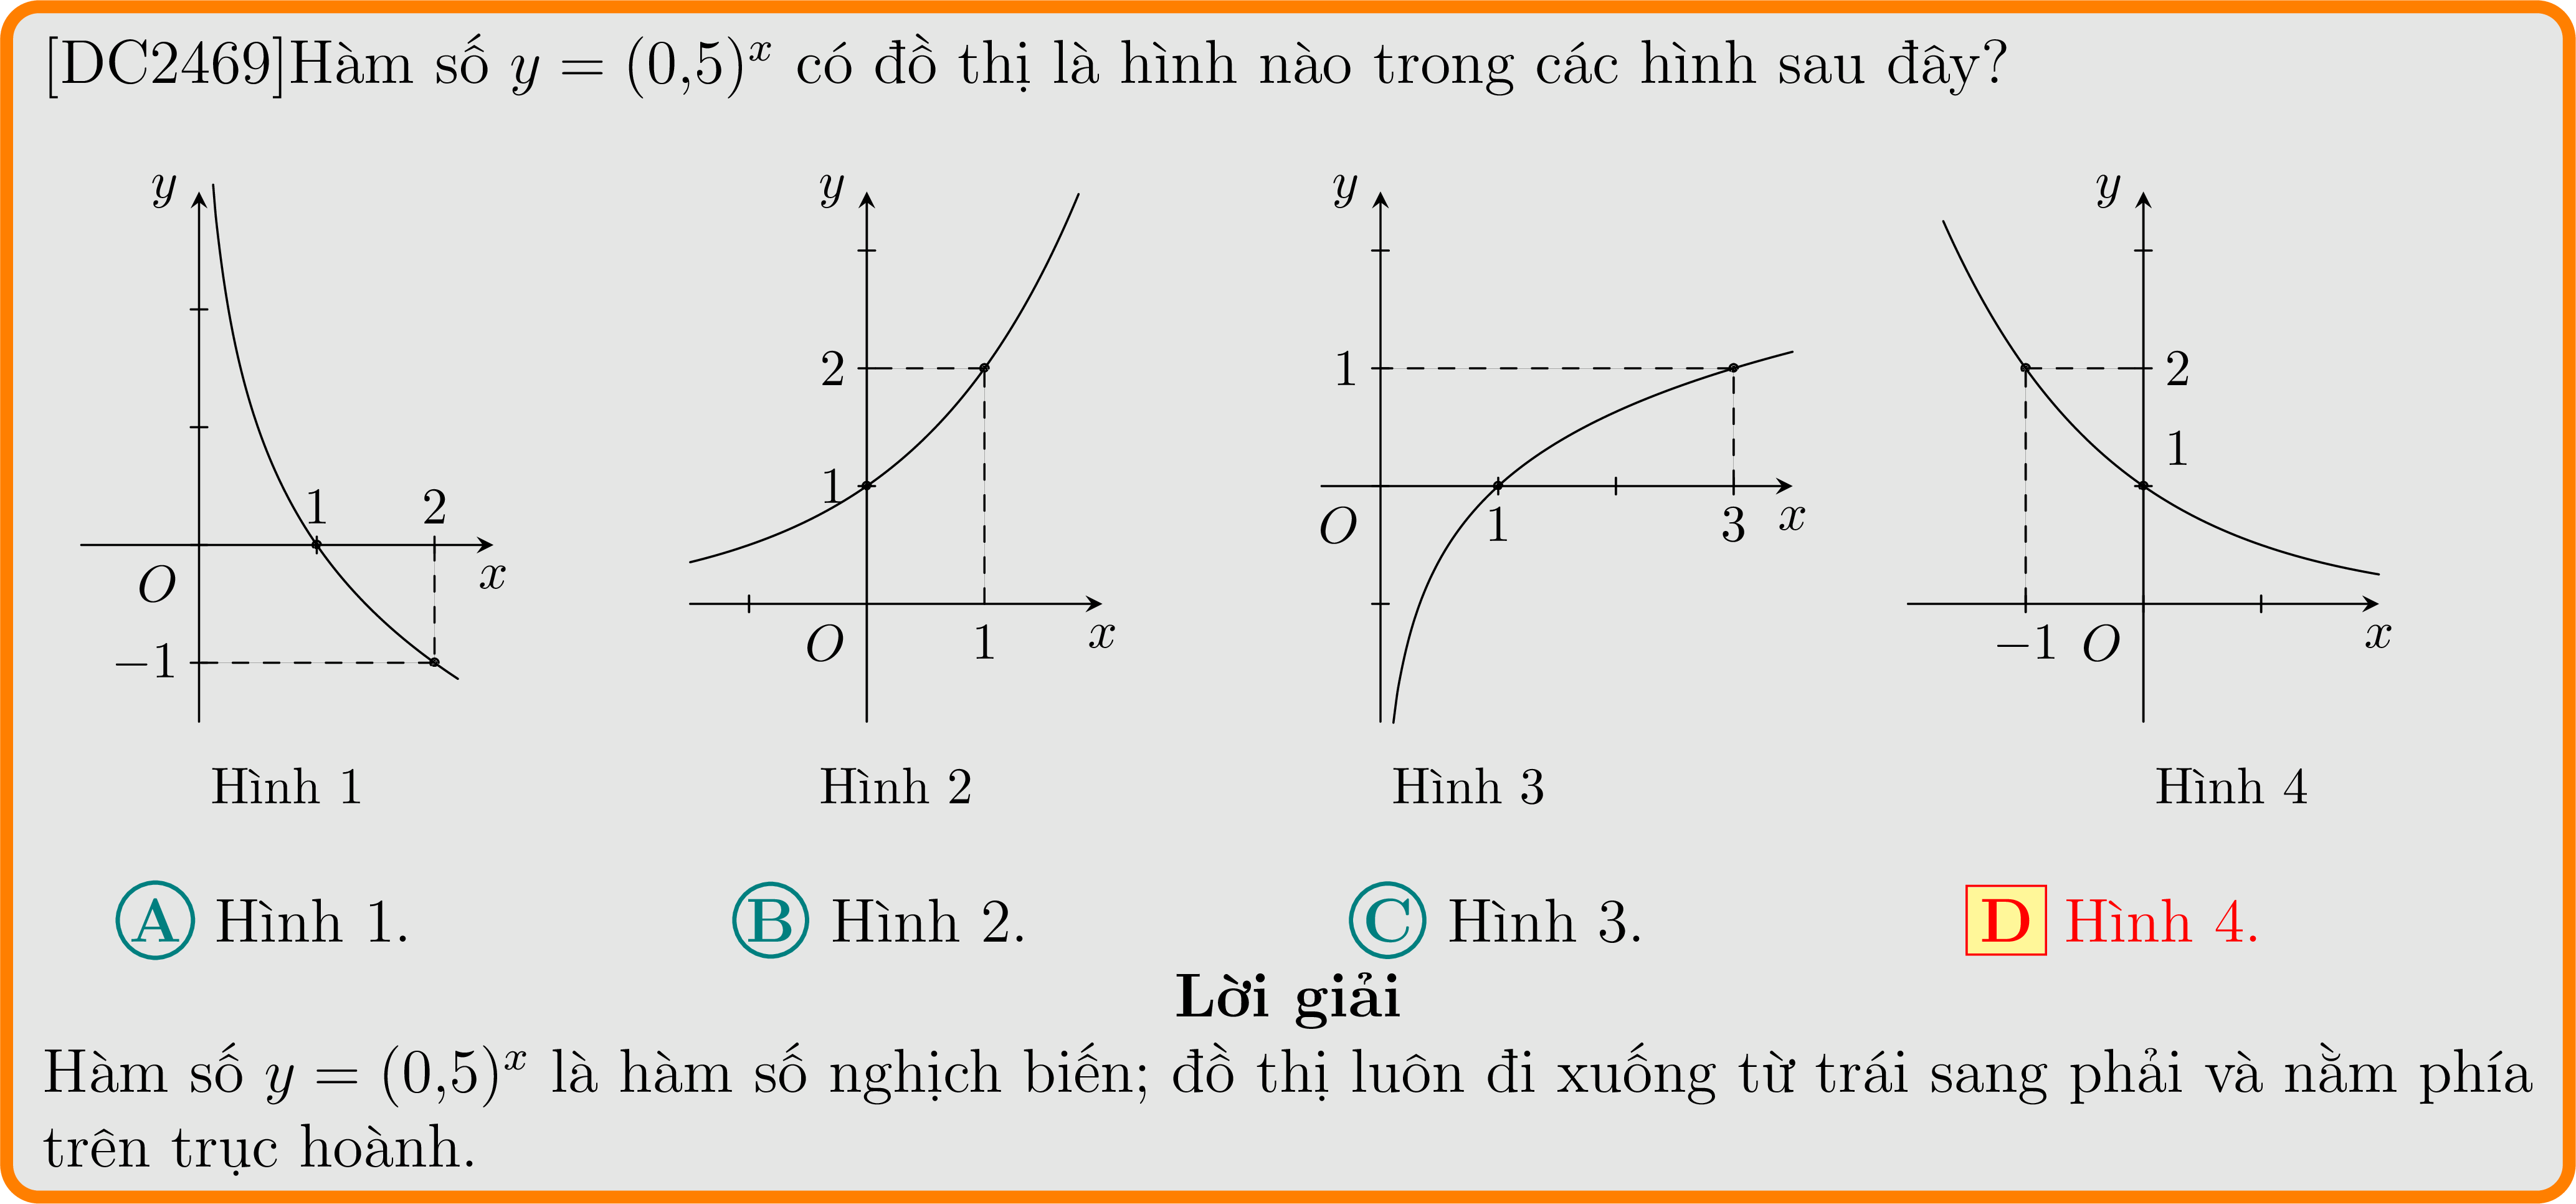 [DC2469]Hàm số y = (0,5)^x có đồ thị là hình nào trong các hình sau đây?
y
1
2
O
x
−1
Hình 1
y
2
1
O
1
x
Hình 2
y
1
O
1
3
x
Hình 3
y
2
1
−1
O
x
Hình 4
A Hình 1.
B Hình 2.
C Hình 3.
D Hình 4.
Lời giải
Hàm số y = (0,5)^x là hàm số nghịch biến; đồ thị luôn đi xuống từ trái sang phải và nằm phía
trên trục hoành.